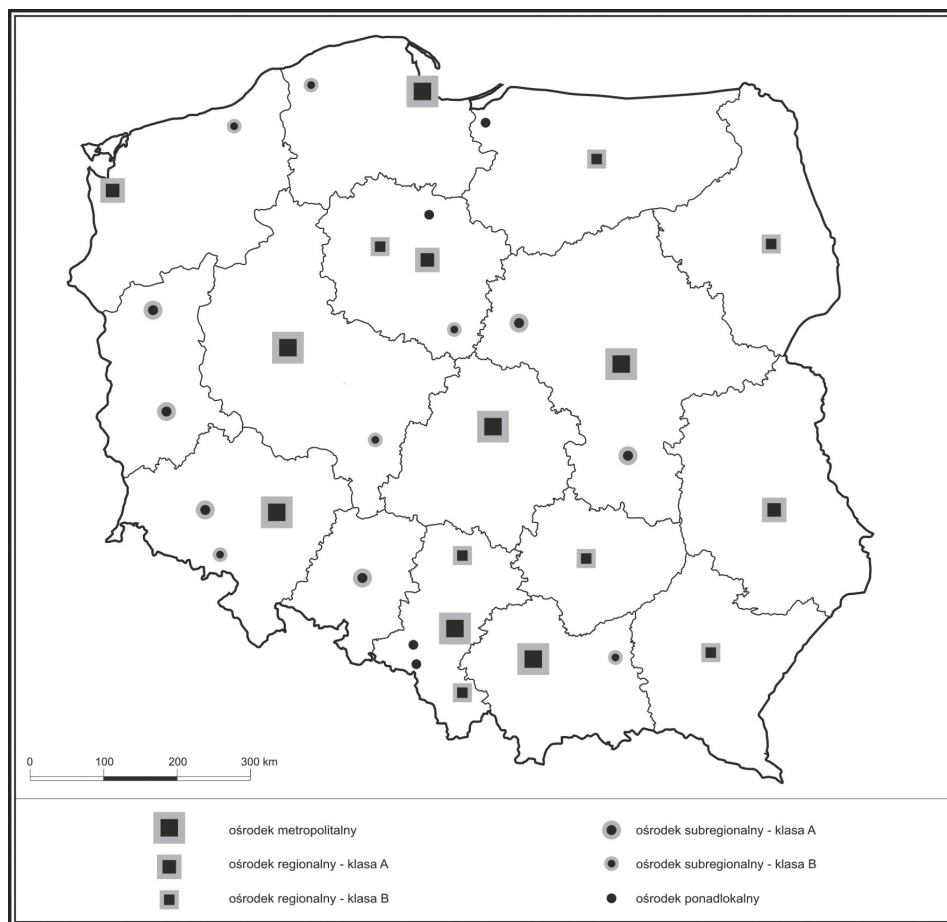 0 100 200 300 km
ośrodek metropolitalny
ośrodek regionalny - klasa A
ośrodek regionalny - klasa B
ośrodek subregionalny - klasa A
ośrodek subregionalny - klasa B
ośrodek ponadlokalny